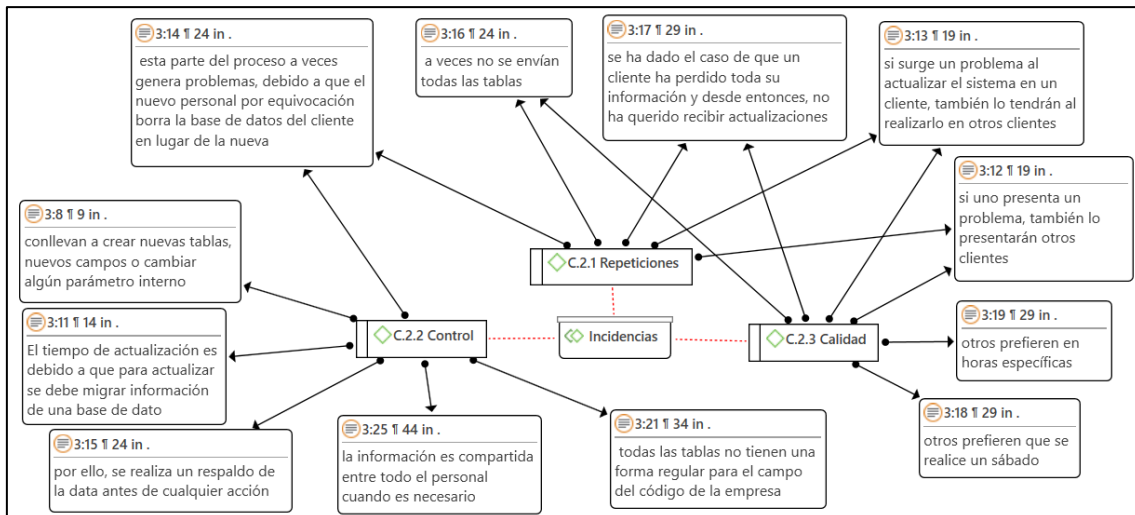 3:14 ¶ 24 in .
esta parte del proceso a veces
genera problemas, debido a que el
nuevo personal por equivocación
borra la base de datos del cliente
en lugar de la nueva
3:16 ¶ 24 in .
a veces no se envían
todas las tablas
3:17 ¶ 29 in .
se ha dado el caso de que un
cliente ha perdido toda su
información y desde entonces, no
ha querido recibir actualizaciones
3:13 ¶ 19 in .
si surge un problema al
actualizar el sistema en un
cliente, también lo tendrán al
realizarlo en otros clientes
3:12 ¶ 19 in .
si uno presenta un
problema, también lo
presentarán otros
clientes
3:8 ¶ 9 in .
conllevan a crear nuevas tablas,
nuevos campos o cambiar
algún parámetro interno
C.2.1 Repeticiones
3:11 ¶ 14 in .
El tiempo de actualización es
debido a que para actualizar
se debe migrar información
de una base de dato
C.2.2 Control
Incidencias
C.2.3 Calidad
3:19 ¶ 29 in .
otros prefieren en
horas específicas
3:15 ¶ 24 in .
por ello, se realiza un respaldo de
la data antes de cualquier acción
3:25 ¶ 44 in .
la información es compartida
entre todo el personal
cuando es necesario
3:21 ¶ 34 in .
todas las tablas no tienen una
forma regular para el campo
del código de la empresa
3:18 ¶ 29 in .
otros prefieren que se
realice un sábado